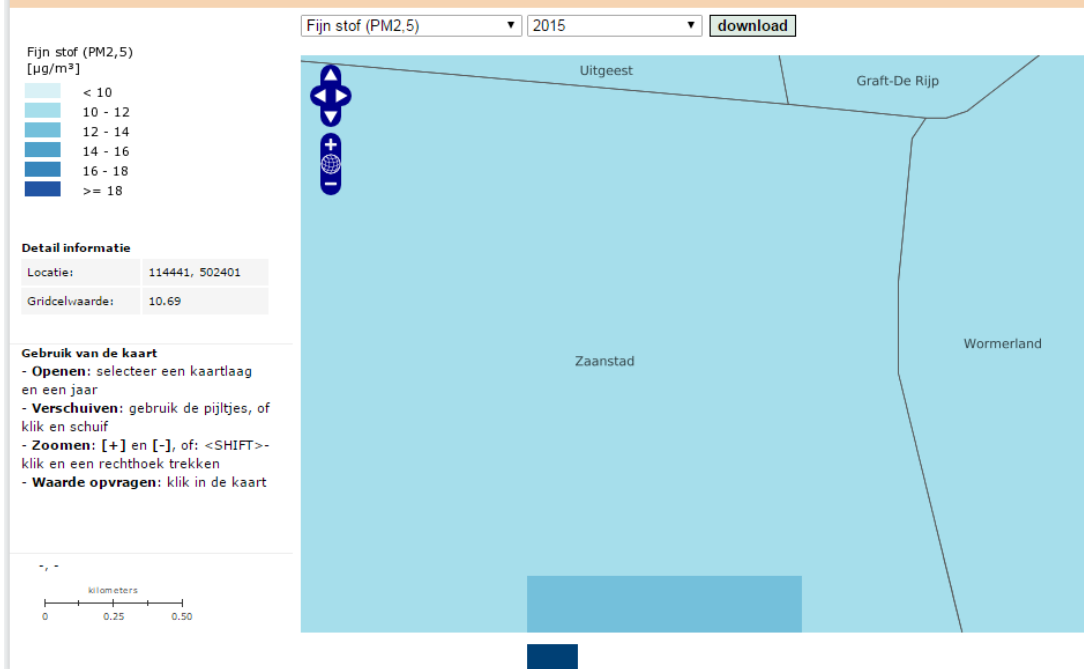 Fijn stof (PM2,5)
2015
download
Fijn stof (PM2,5)
[µg/m³]
< 10
10 - 12
12 - 14
14 - 16
16 - 18
>= 18
Detail informatie
Locatie: 114441, 502401
Gridcelwaarde: 10.69
Gebruik van de kaart
- Openen: selecteer een kaartlaag
en een jaar
- Verschuiven: gebruik de pijltjes, of
klik en schuif
- Zoomen: [+] en [-], of: <SHIFT>-
klik en een rechthoek trekken
- Waarde opvragen: klik in de kaart
-, -
kilometers
0 0.25 0.50
Uitgeest
Graft-De Rijp
Zaanstad
Wormerland